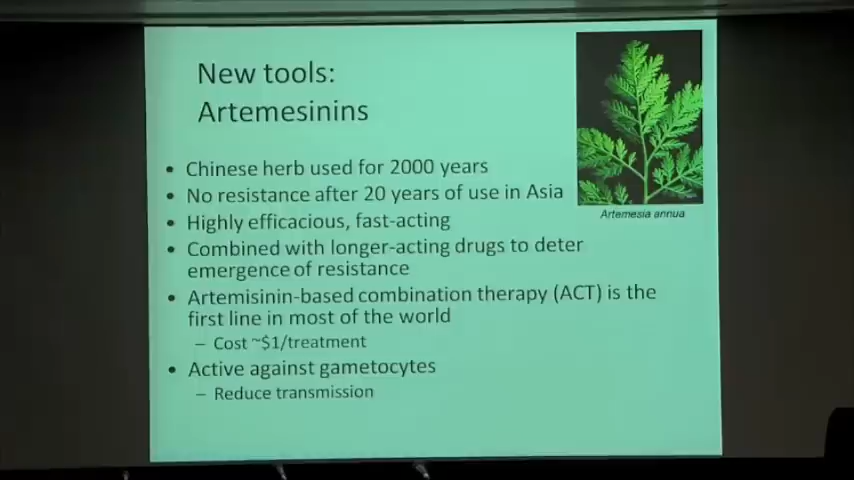 New tools:
Artemesinins
• Chinese herb used for 2000 years
• No resistance after 20 years of use in Asia
• Highly efficacious, fast-acting
• Combined with longer-acting drugs to deter
emergence of resistance
• Artemisinin-based combination therapy (ACT) is the
first line in most of the world
– Cost ~$1/treatment
• Active against gametocytes
– Reduce transmission
Artemesia annua